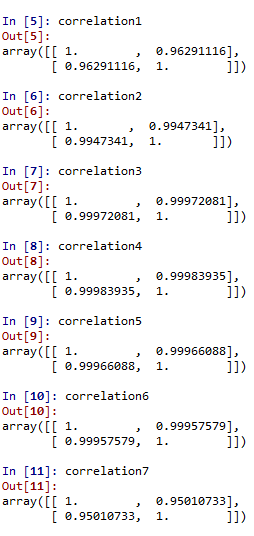 In [5]: correlation1
Out[5]:
array([[ 1.        ,  0.96291116],
       [ 0.96291116,  1.        ]])
In [6]: correlation2
Out[6]:
array([[ 1.       ,  0.9947341],
       [ 0.9947341,  1.       ]])
In [7]: correlation3
Out[7]:
array([[ 1.        ,  0.99972081],
       [ 0.99972081,  1.        ]])
In [8]: correlation4
Out[8]:
array([[ 1.        ,  0.99983935],
       [ 0.99983935,  1.        ]])
In [9]: correlation5
Out[9]:
array([[ 1.        ,  0.99966088],
       [ 0.99966088,  1.        ]])
In [10]: correlation6
Out[10]:
array([[ 1.        ,  0.99957579],
       [ 0.99957579,  1.        ]])
In [11]: correlation7
Out[11]:
array([[ 1.        ,  0.95010733],
       [ 0.95010733,  1.        ]])